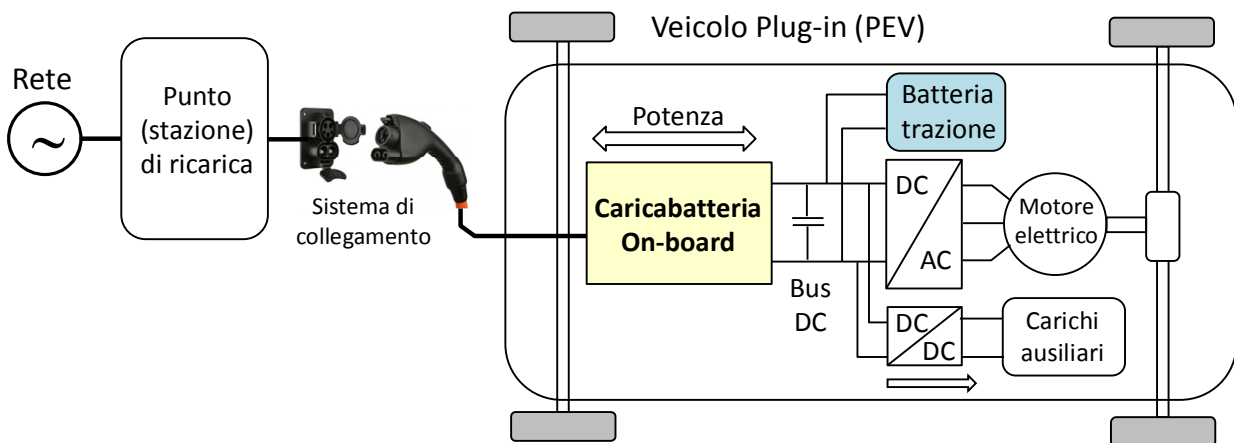 Veicolo Plug-in (PEV)
Rete
~
Punto
(stazione)
di ricarica
Sistema di
collegamento
Potenza
Caricabatteria
On-board
Bus
DC
Batteria
trazione
DC
AC
Motore
elettrico
DC
DC
Carichi
ausiliari